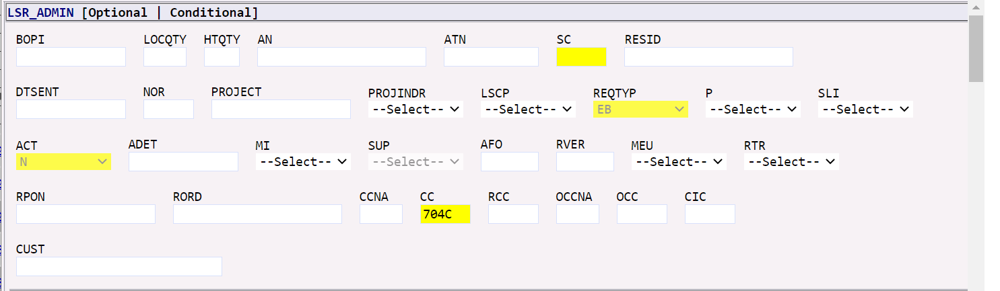 LSR_ADMIN [Optional | Conditional]
BOPI LOCQTY HTQTY AN ATN SC RESID
DTSENT NOR PROJECT PROJINDR LSCP REQTYP P SLI
--Select-- --Select-- EB --Select-- --Select--
ACT ADET MI SUP AFO RVER MEU RTR
N --Select-- --Select-- --Select-- --Select--
RPON RORD CCNA CC RCC OCCNA OCC CIC
704C
CUST